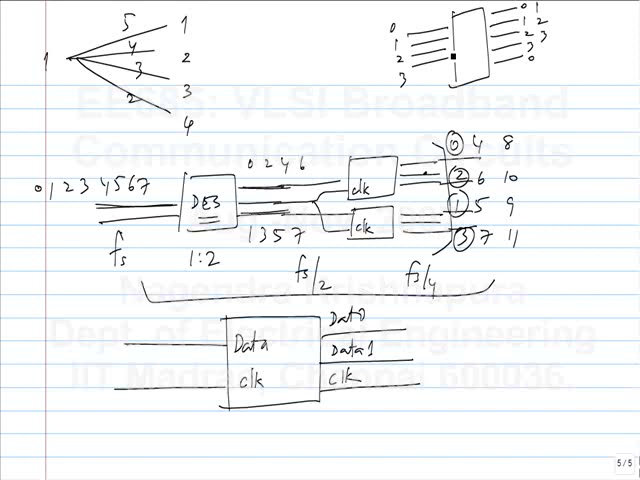 5
1
4
1
3
2
2
3
4
0
1
2
3
0 1
1 2
2 3
3
0
EE685: VLSI Broadband
Communication Circuits
0 1 2 3 4 5 6 7
DES
1:2
fs
0 2 4 6
1 3 5 7
fs/2
clk
clk
fs/4
0 4 8
2 6 10
1 5 9
3 7 11
Nagendra Krishnapura
Dept. of Electrical Engineering
IIT Madras, Chennai 600036
Data
clk
Data0
Data1
clk
5/5